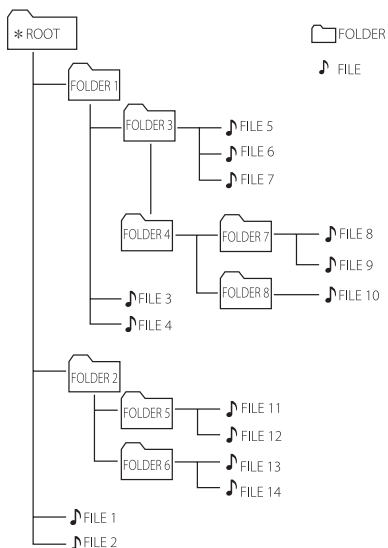 * ROOT
FOLDER
FILE
FOLDER 1
FOLDER 3
FILE 5
FILE 6
FILE 7
FOLDER 4
FOLDER 7
FILE 8
FILE 9
FOLDER 8
FILE 10
FILE 3
FILE 4
FOLDER 2
FOLDER 5
FILE 11
FILE 12
FOLDER 6
FILE 13
FILE 14
FILE 1
FILE 2